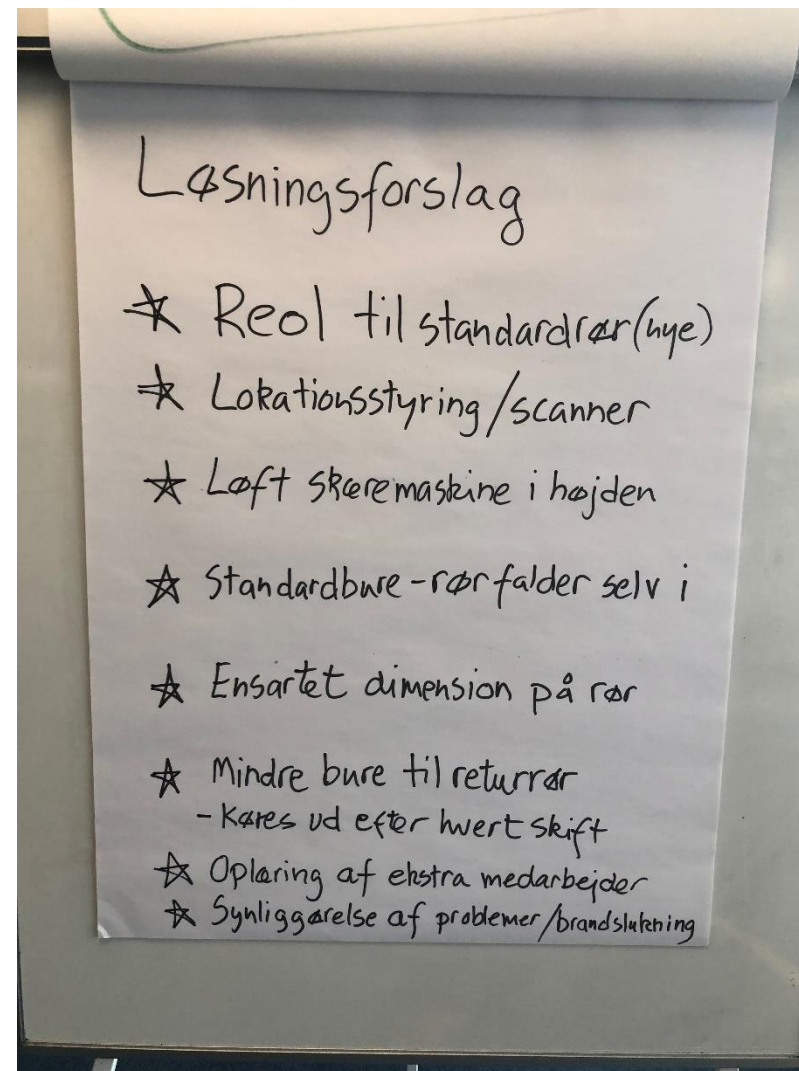 Løsningsforslag
☆ Reol til standardrør (nye)
☆ Lokationsstyring/scanner
☆ Løft skæremaskine i højden
☆ Standardbure - rør falder selv i
☆ Ensartet dimension på rør
☆ Mindre bure til returrør
- Køres ud efter hvert skift
☆ Oplæring af ekstra medarbejder
☆ Synliggørelse af problemer/brandslukning